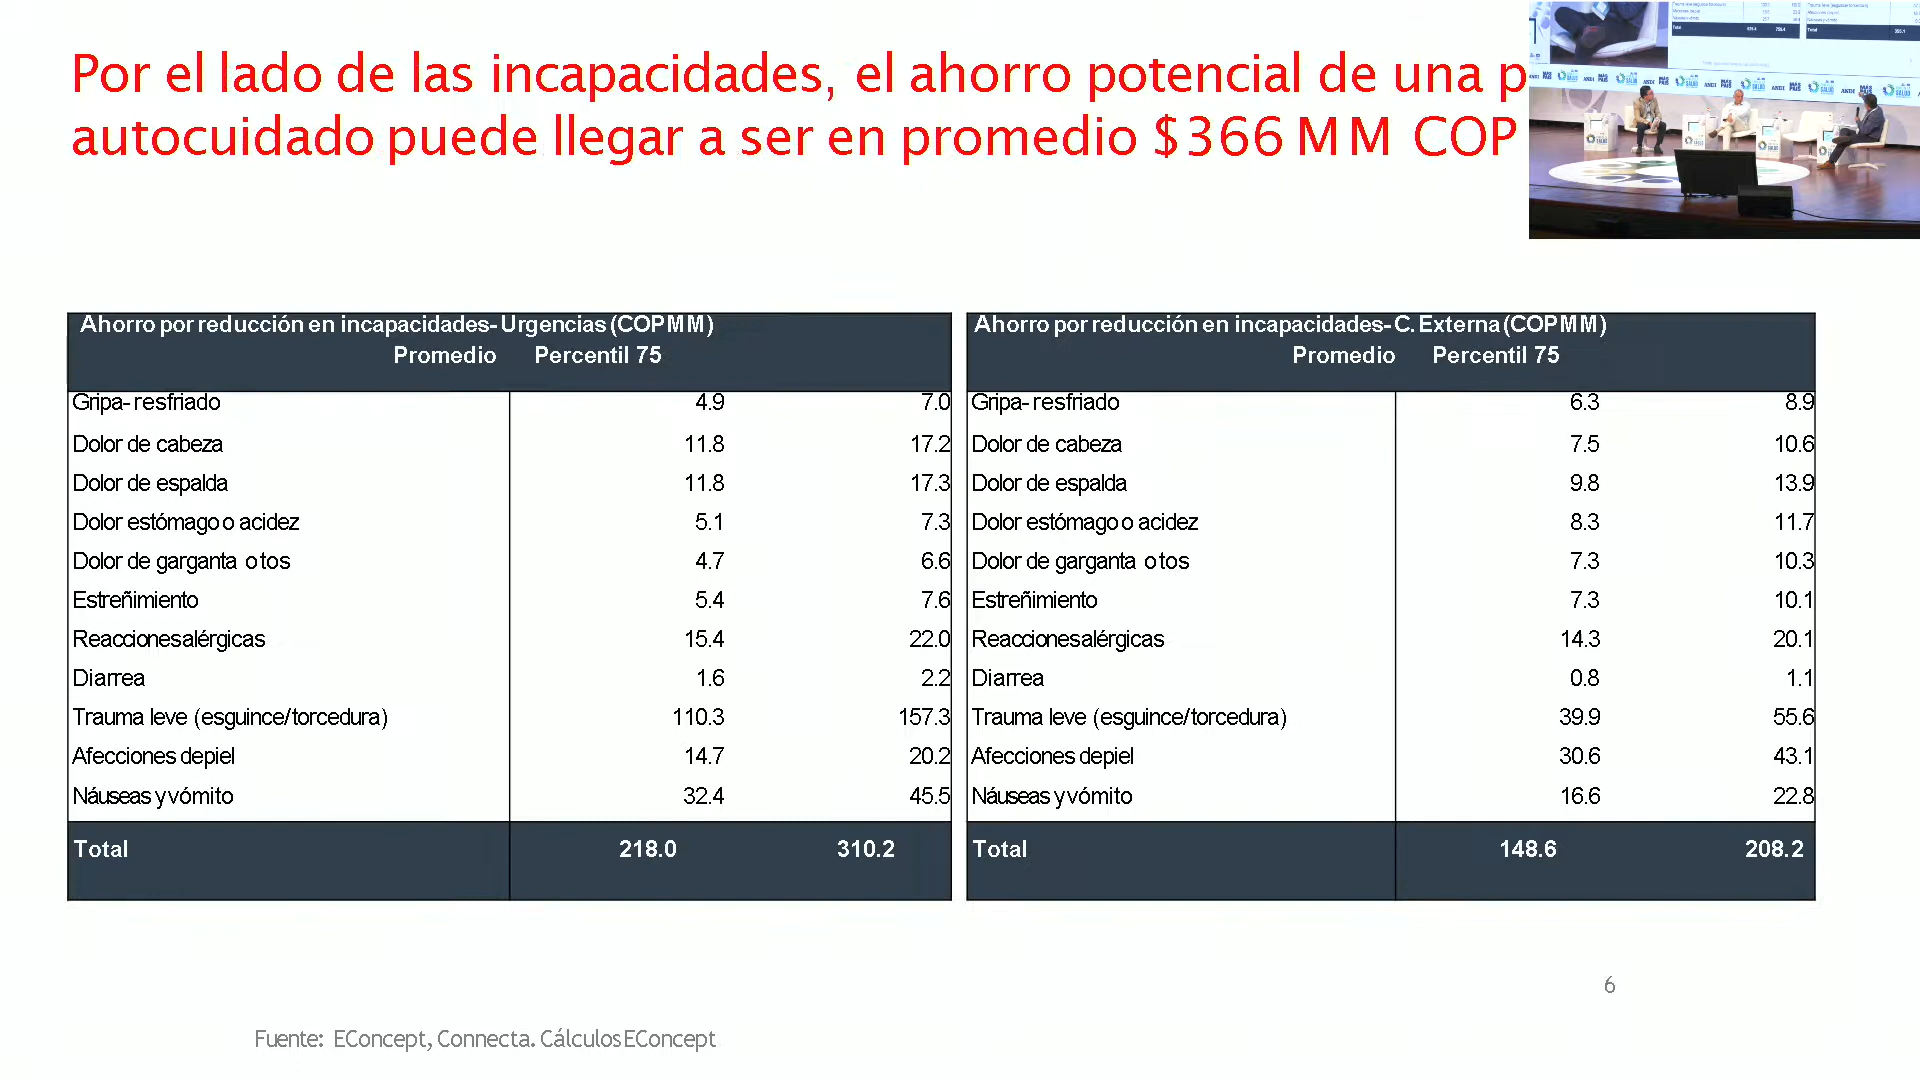 Por el lado de las incapacidades, el ahorro potencial de una p
autocuidado puede llegar a ser en promedio $366 MM COP
Ahorro por reducción en incapacidades- Urgencias (COPMM)
Promedio Percentil 75
Gripa- resfriado 4.9 7.0
Dolor de cabeza 11.8 17.2
Dolor de espalda 11.8 17.3
Dolor estómago o acidez 5.1 7.3
Dolor de garganta o tos 4.7 6.6
Estreñimiento 5.4 7.6
Reacciones alérgicas 15.4 22.0
Diarrea 1.6 2.2
Trauma leve (esguince/torcedura) 110.3 157.3
Afecciones de piel 14.7 20.2
Náuseas y vómito 32.4 45.5
Total 218.0 310.2
Ahorro por reducción en incapacidades- C. Externa (COPMM)
Promedio Percentil 75
Gripa- resfriado 6.3 8.9
Dolor de cabeza 7.5 10.6
Dolor de espalda 9.8 13.9
Dolor estómago o acidez 8.3 11.7
Dolor de garganta o tos 7.3 10.3
Estreñimiento 7.3 10.1
Reacciones alérgicas 14.3 20.1
Diarrea 0.8 1.1
Trauma leve (esguince/torcedura) 39.9 55.6
Afecciones de piel 30.6 43.1
Náuseas y vómito 16.6 22.8
Total 148.6 208.2
6
Fuente: EConcept, Connecta. Cálculos EConcept